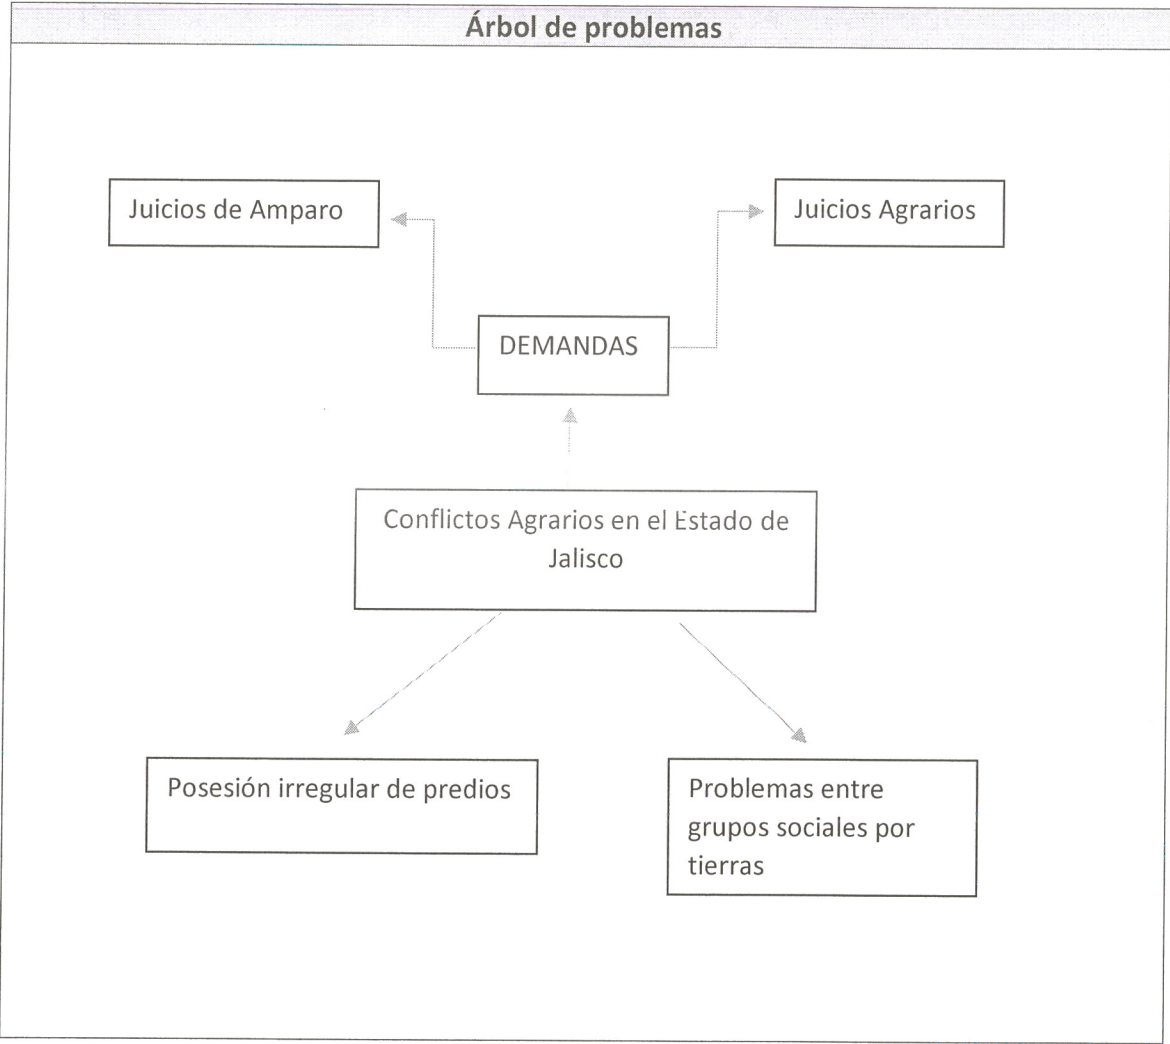 Árbol de problemas
Juicios de Amparo
Juicios Agrarios
DEMANDAS
Conflictos Agrarios en el Estado de
Jalisco
Posesión irregular de predios
Problemas entre
grupos sociales por
tierras